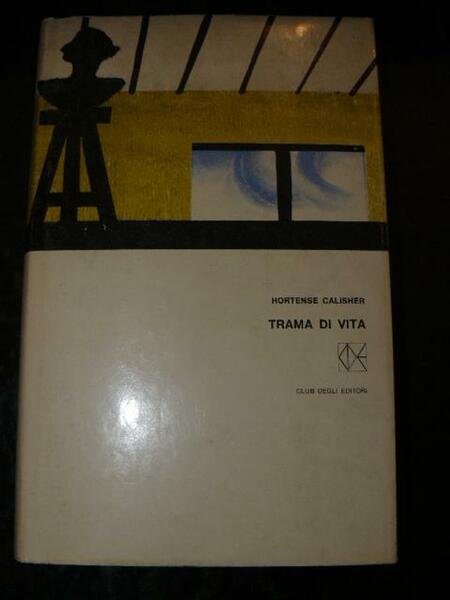 HORTENSE CALISHER
TRAMA DI VITA
CLUB DEGLI EDITORI